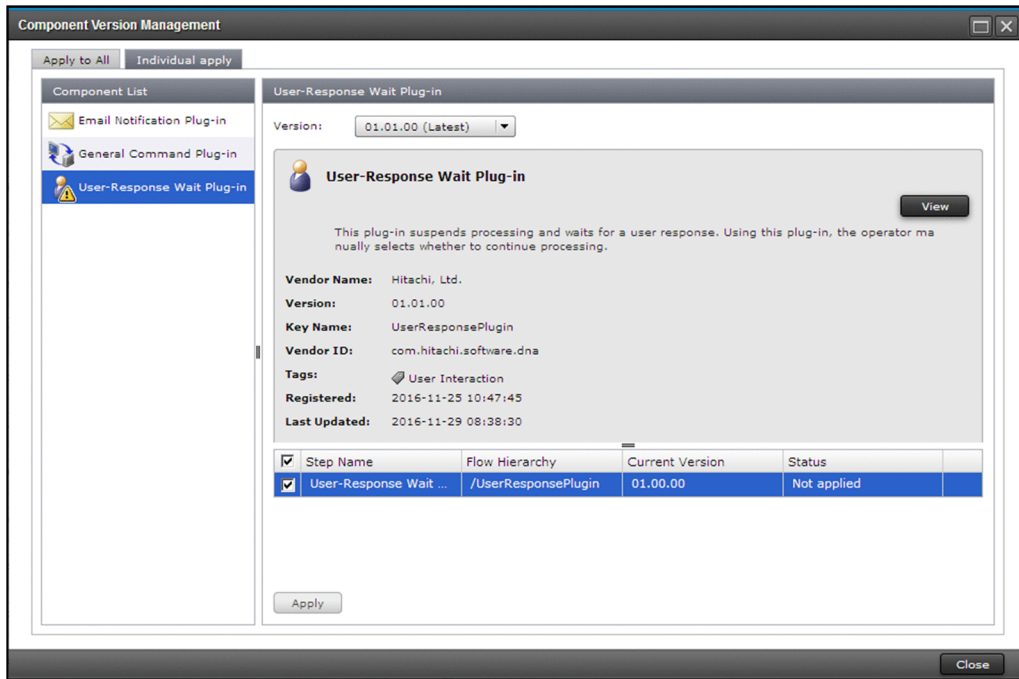 Component Version Management
Apply to All
Individual apply
Component List
Email Notification Plug-in
General Command Plug-in
User-Response Wait Plug-in
User-Response Wait Plug-in
Version: 01.01.00 (Latest)
User-Response Wait Plug-in
View
This plug-in suspends processing and waits for a user response. Using this plug-in, the operator ma
nually selects whether to continue processing.
Vendor Name: Hitachi, Ltd.
Version: 01.01.00
Key Name: UserResponsePlugin
Vendor ID: com.hitachi.software.dna
Tags: User Interaction
Registered: 2016-11-25 10:47:45
Last Updated: 2016-11-29 08:38:30
Step Name Flow Hierarchy Current Version Status
User-Response Wait ... /UserResponsePlugin 01.00.00 Not applied
Apply
Close